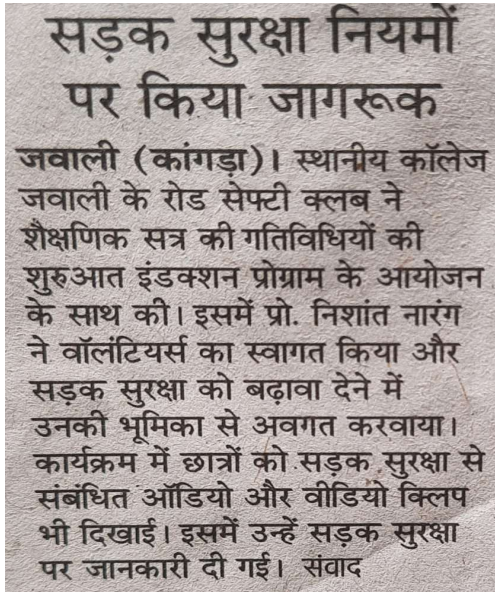 सड़क सुरक्षा नियमों
पर किया जागरूक
जवाली (कांगड़ा)। स्थानीय कॉलेज
जवाली के रोड सेफ्टी क्लब ने
शैक्षणिक सत्र की गतिविधियों की
शुरुआत इंडक्शन प्रोग्राम के आयोजन
के साथ की। इसमें प्रो. निशांत नारंग
ने वॉलंटियर्स का स्वागत किया और
सड़क सुरक्षा को बढ़ावा देने में
उनकी भूमिका से अवगत करवाया।
कार्यक्रम में छात्रों को सड़क सुरक्षा से
संबंधित ऑडियो और वीडियो क्लिप
भी दिखाई। इसमें उन्हें सड़क सुरक्षा
पर जानकारी दी गई। संवाद